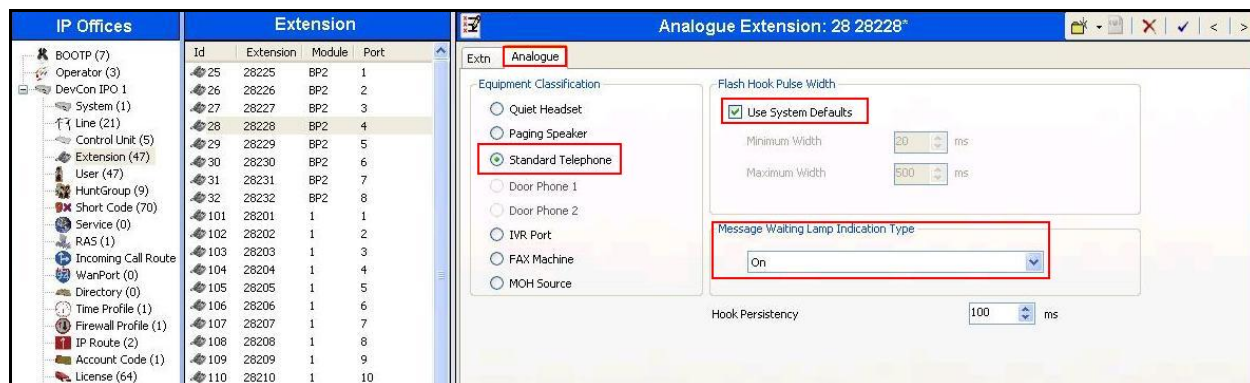 IP Offices
BOOTP (7)
Operator (3)
DevCon IPO 1
System (1)
Line (21)
Control Unit (5)
Extension (47)
User (47)
HuntGroup (9)
Short Code (70)
Service (0)
RAS (1)
Incoming Call Route
WanPort (0)
Directory (0)
Time Profile (1)
Firewall Profile (1)
IP Route (2)
Account Code (1)
License (64)
Extension
Id Extension Module Port
25 28225 BP2 1
26 28226 BP2 2
27 28227 BP2 3
28 28228 BP2 4
29 28229 BP2 5
30 28230 BP2 6
31 28231 BP2 7
32 28232 BP2 8
101 28201 1 1
102 28202 1 2
103 28203 1 3
104 28204 1 4
105 28205 1 5
106 28206 1 6
107 28207 1 7
108 28208 1 8
109 28209 1 9
110 28210 1 10
Analogue Extension: 28 28228*
Extn Analogue
Equipment Classification
Quiet Headset
Paging Speaker
Standard Telephone
Door Phone 1
Door Phone 2
IVR Port
FAX Machine
MOH Source
Flash Hook Pulse Width
Use System Defaults
Minimum Width 20 ms
Maximum Width 500 ms
Message Waiting Lamp Indication Type
On
Hook Persistency 100 ms